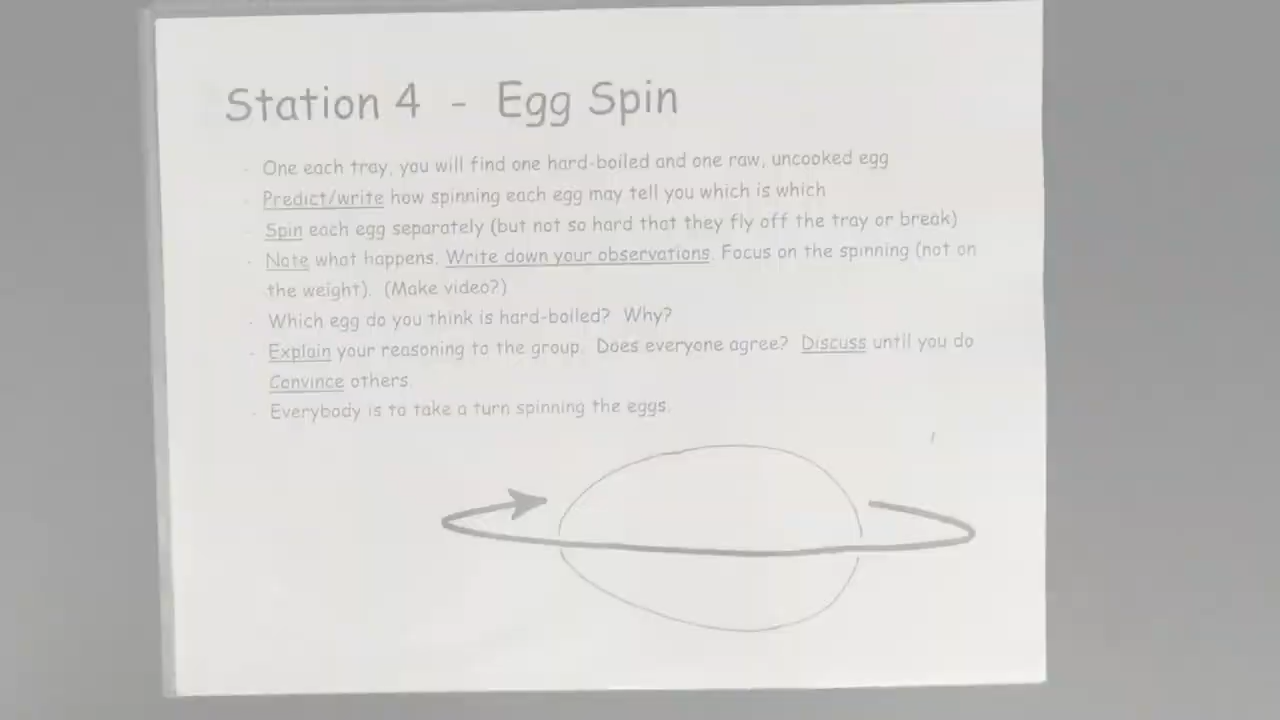 Station 4 - Egg Spin
- One each tray, you will find one hard-boiled and one raw, uncooked egg
- Predict/write how spinning each egg may tell you which is which
- Spin each egg separately (but not so hard that they fly off the tray or break)
- Note what happens. Write down your observations. Focus on the spinning (not on
the weight). (Make video?)
- Which egg do you think is hard-boiled? Why?
- Explain your reasoning to the group. Does everyone agree? Discuss until you do
Convince others.
- Everybody is to take a turn spinning the eggs.